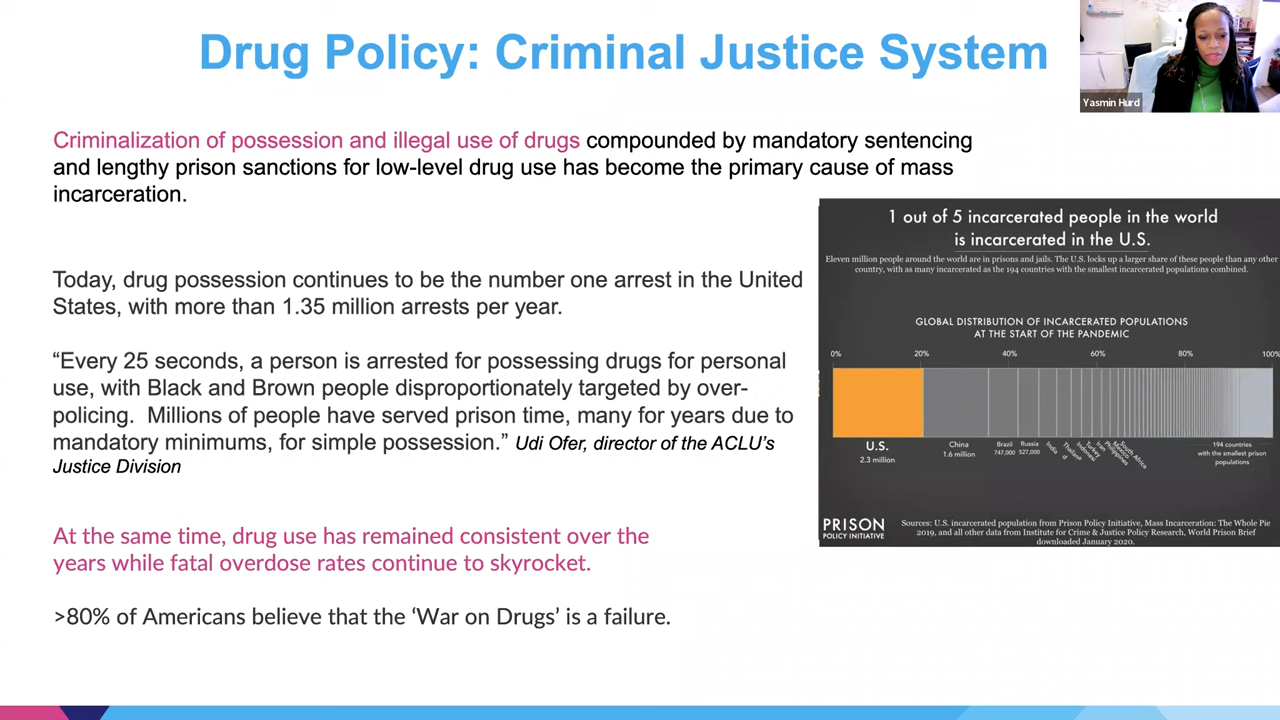 Drug Policy: Criminal Justice System
Yasmin Hurd
Criminalization of possession and illegal use of drugs compounded by mandatory sentencing
and lengthy prison sanctions for low-level drug use has become the primary cause of mass
incarceration.
Today, drug possession continues to be the number one arrest in the United
States, with more than 1.35 million arrests per year.
“Every 25 seconds, a person is arrested for possessing drugs for personal
use, with Black and Brown people disproportionately targeted by over-
policing. Millions of people have served prison time, many for years due to
mandatory minimums, for simple possession.” Udi Ofer, director of the ACLU’s
Justice Division
At the same time, drug use has remained consistent over the
years while fatal overdose rates continue to skyrocket.
>80% of Americans believe that the ‘War on Drugs’ is a failure.
1 out of 5 incarcerated people in the world
is incarcerated in the U.S.
Eleven million people around the world are in prisons and jails. The U.S. locks up a larger share of these people than any other
country, with as many incarcerated as the 194 countries with the smallest incarcerated populations combined.
GLOBAL DISTRIBUTION OF INCARCERATED POPULATIONS
AT THE START OF THE PANDEMIC
0% 20% 40% 60% 80% 100%
U.S.
2.3 million
China
1.6 million
Brazil
747,000
Russia
527,000
India
Thailan
d
Indonesi
Turkey
Iran
Philippines
Mexico
South Africa
194 countries
with the smallest prison
populations
PRISON
POLICY INITIATIVE
Sources: U.S. incarcerated population from Prison Policy Initiative, Mass Incarceration: The Whole Pie
2019, and all other data from Institute for Crime & Justice Policy Research, World Prison Brief
downloaded January 2020.